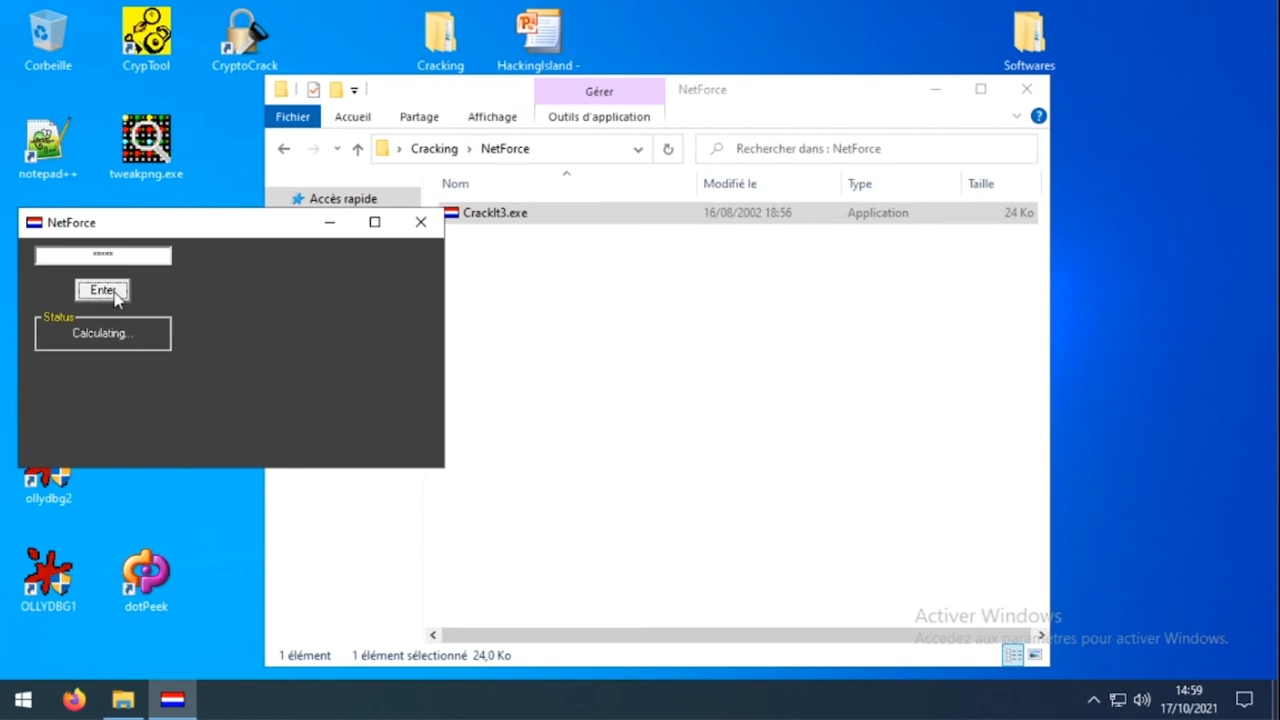 Corbeille
CrypTool
CryptoCrack
Cracking
HackingIsland -
Softwares
notepad++
tweakpng.exe
Gérer
NetForce
Fichier
Accueil
Partage
Affichage
Outils d'application
Cracking
NetForce
Rechercher dans : NetForce
Accès rapide
Nom
Modifié le
Type
Taille
CrackIt3.exe
16/08/2002 18:56
Application
24 Ko
NetForce
*****
Enter
Status
Calculating...
ollydbg2
OLLYDBG1
dotPeek
Activer Windows
Accédez aux paramètres pour activer Windows.
1 élément
1 élément sélectionné 24,0 Ko
14:59
17/10/2021